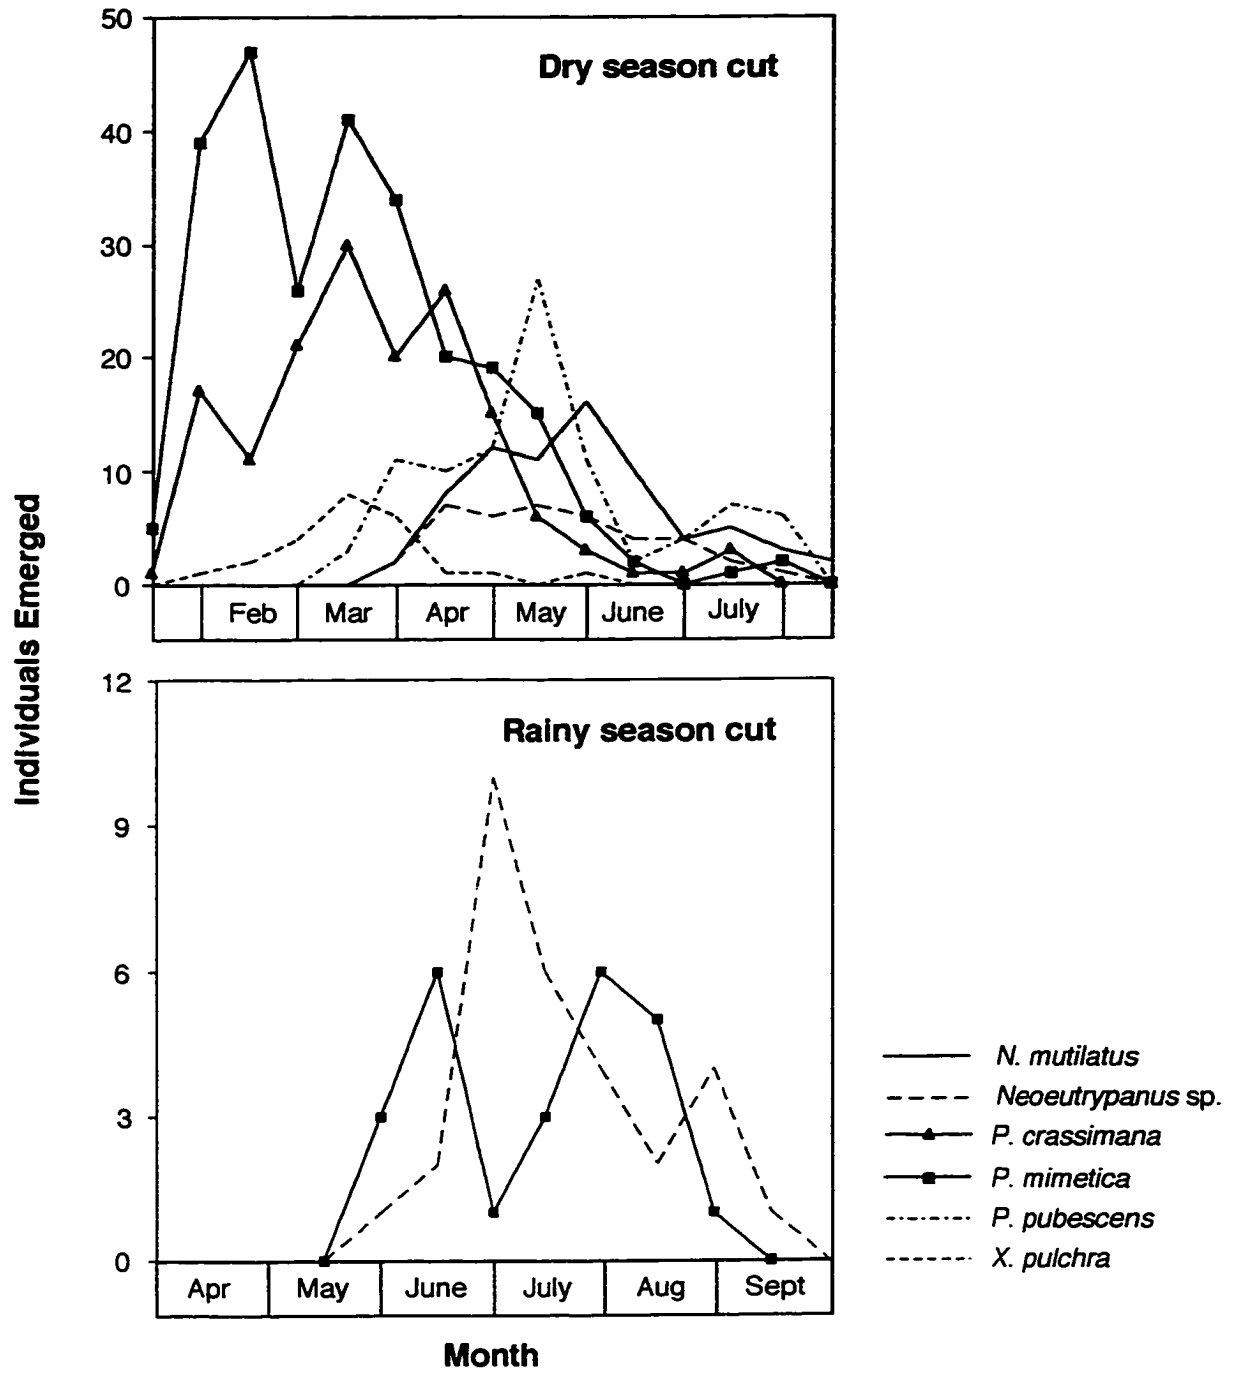 50
Dry season cut
40
30
20
10
0
Feb Mar Apr May June July
Individuals Emerged
12
Rainy season cut
9
6
3
0
Apr May June July Aug Sept
Month
N. mutilatus
Neoeutrypanus sp.
P. crassimana
P. mimetica
P. pubescens
X. pulchra